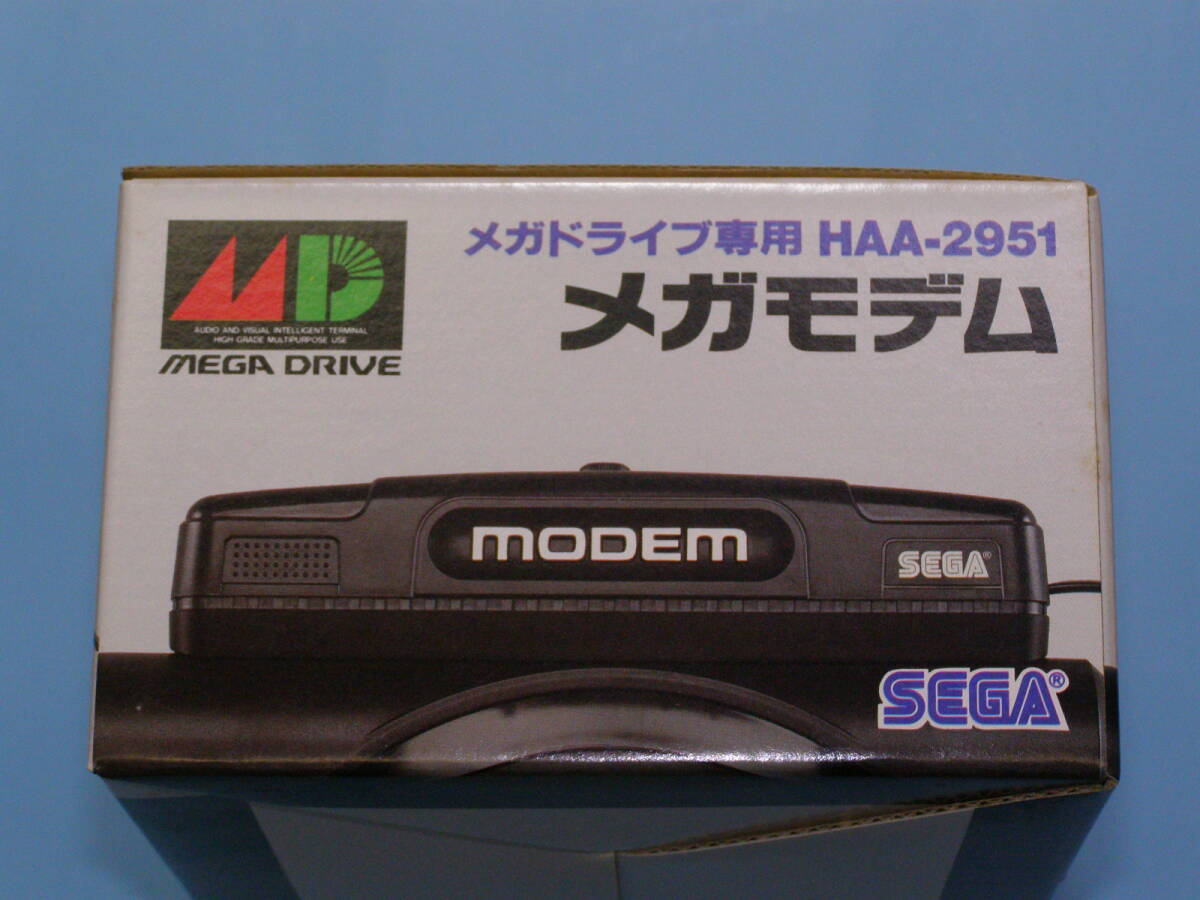 MD
AUDIO AND VISUAL INTELLIGENT TERMINAL
HIGH GRADE MULTIPURPOSE USE
MEGA DRIVE
メガドライブ専用 HAA-2951
メガモデム
MODEM
SEGA®
SEGA®